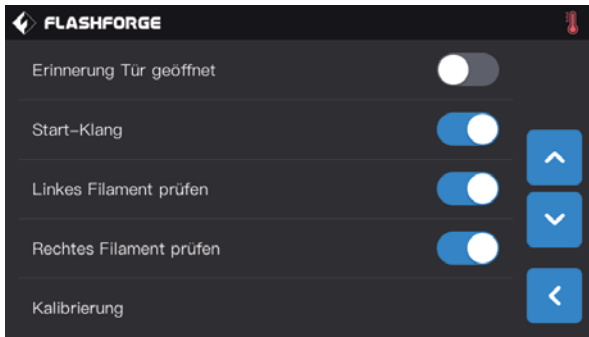 FLASHFORGE
Erinnerung Tür geöffnet
Start-Klang
Linkes Filament prüfen
Rechtes Filament prüfen
Kalibrierung